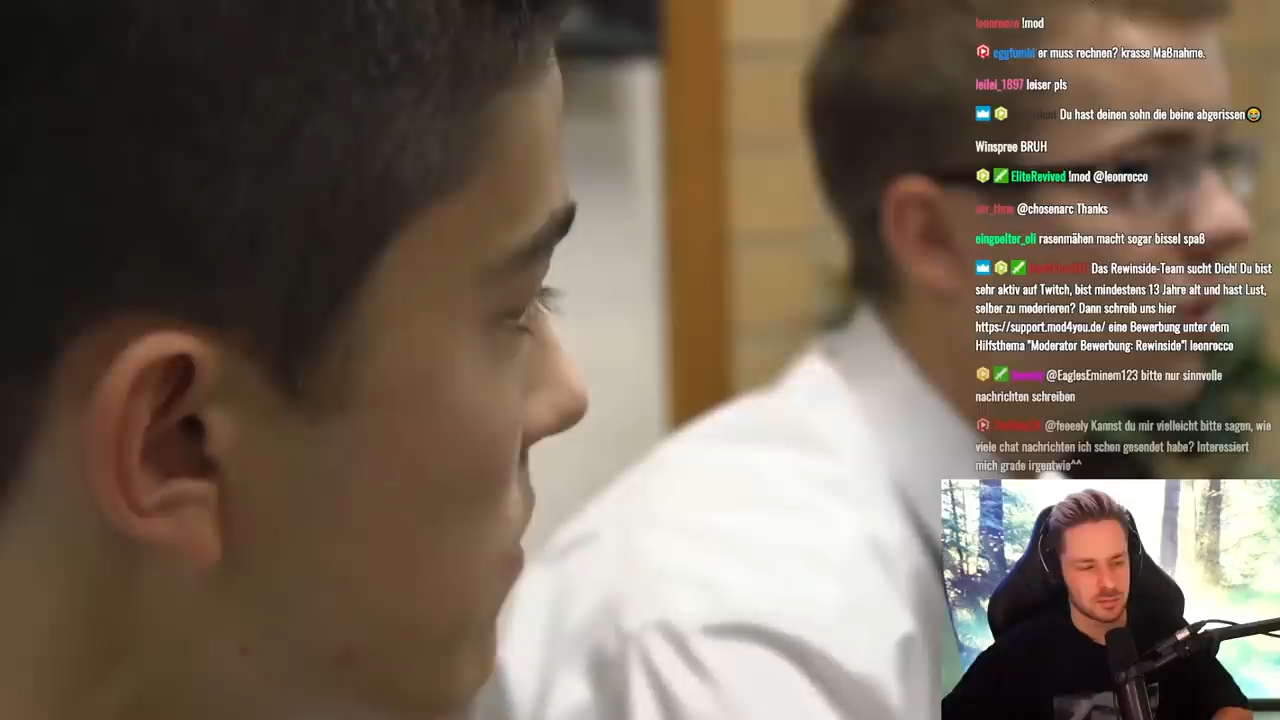 leonrocco !mod
eggfumbi er muss rechnen? krasse Maßnahme.
leilei_1897 leiser pls
Du hast deinen sohn die beine abgerissen😂
Winspree BRUH
EliteRevived !mod @leonrocco
@chosenarc Thanks
eingoelter_oli rasenmähen macht sogar bissel spaß
Das Rewinside-Team sucht Dich! Du bist
sehr aktiv auf Twitch, bist mindestens 13 Jahre alt und hast Lust,
selber zu moderieren? Dann schreib uns hier
https://support.mod4you.de/ eine Bewerbung unter dem
Hilfsthema "Moderator Bewerbung: Rewinside"! leonrocco
@EaglesEminem123 bitte nur sinnvolle
nachrichten schreiben
@feeeely Kannst du mir vielleicht bitte sagen, wie
viele chat nachrichten ich schon gesendet habe? Interessiert
mich grade irgentwie^^